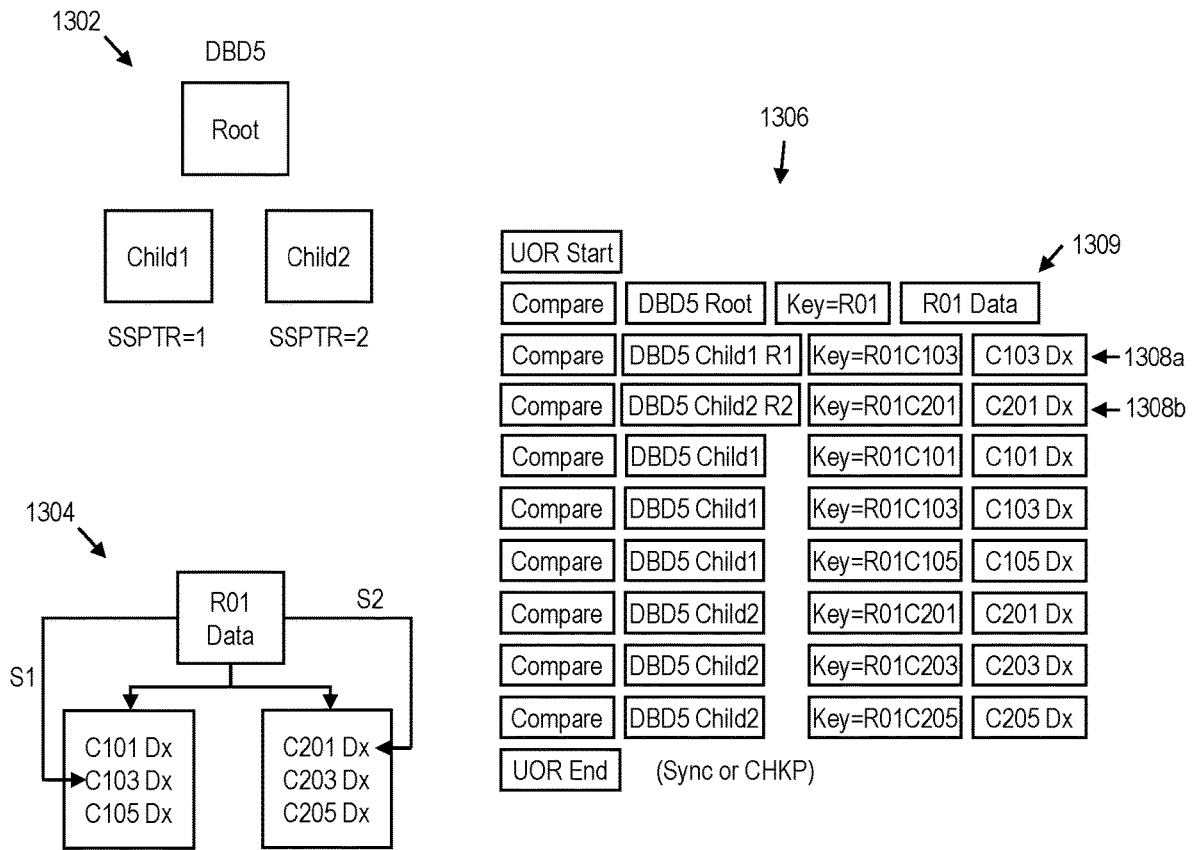 1302
DBD5
Root
Child1
Child2
SSPTR=1
SSPTR=2
1304
R01
Data
S1
S2
C101 Dx
C103 Dx
C105 Dx
C201 Dx
C203 Dx
C205 Dx
1306
UOR Start
1309
Compare DBD5 Root Key=R01 R01 Data
Compare DBD5 Child1 R1 Key=R01C103 C103 Dx 1308a
Compare DBD5 Child2 R2 Key=R01C201 C201 Dx 1308b
Compare DBD5 Child1 Key=R01C101 C101 Dx
Compare DBD5 Child1 Key=R01C103 C103 Dx
Compare DBD5 Child1 Key=R01C105 C105 Dx
Compare DBD5 Child2 Key=R01C201 C201 Dx
Compare DBD5 Child2 Key=R01C203 C203 Dx
Compare DBD5 Child2 Key=R01C205 C205 Dx
UOR End (Sync or CHKP)